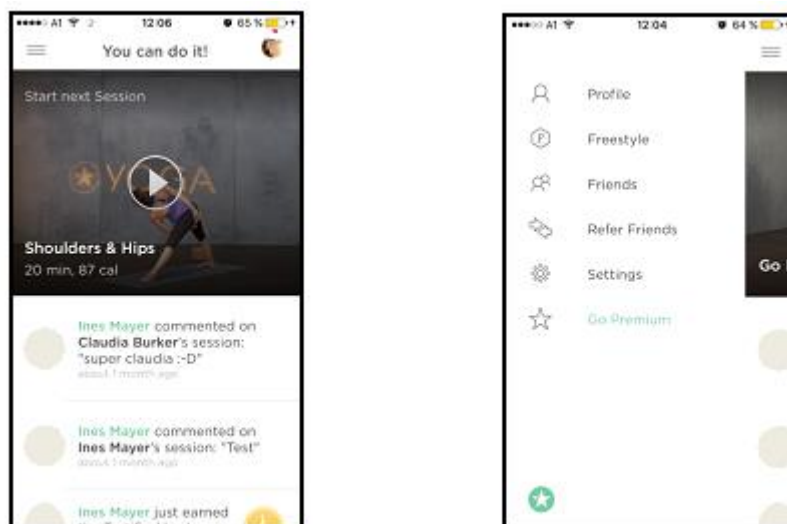 A1 12:06 65 %
You can do it!
Start next Session
YOGA
Shoulders & Hips
20 min, 87 cal
Ines Mayer commented on
Claudia Burker's session:
"super claudia :-D"
about 1 month ago
Ines Mayer commented on
Ines Mayer's session: "Test"
about 1 month ago
Ines Mayer just earned
A1 12:04 64 %
Profile
Freestyle
Friends
Refer Friends
Settings
Go Premium
Go